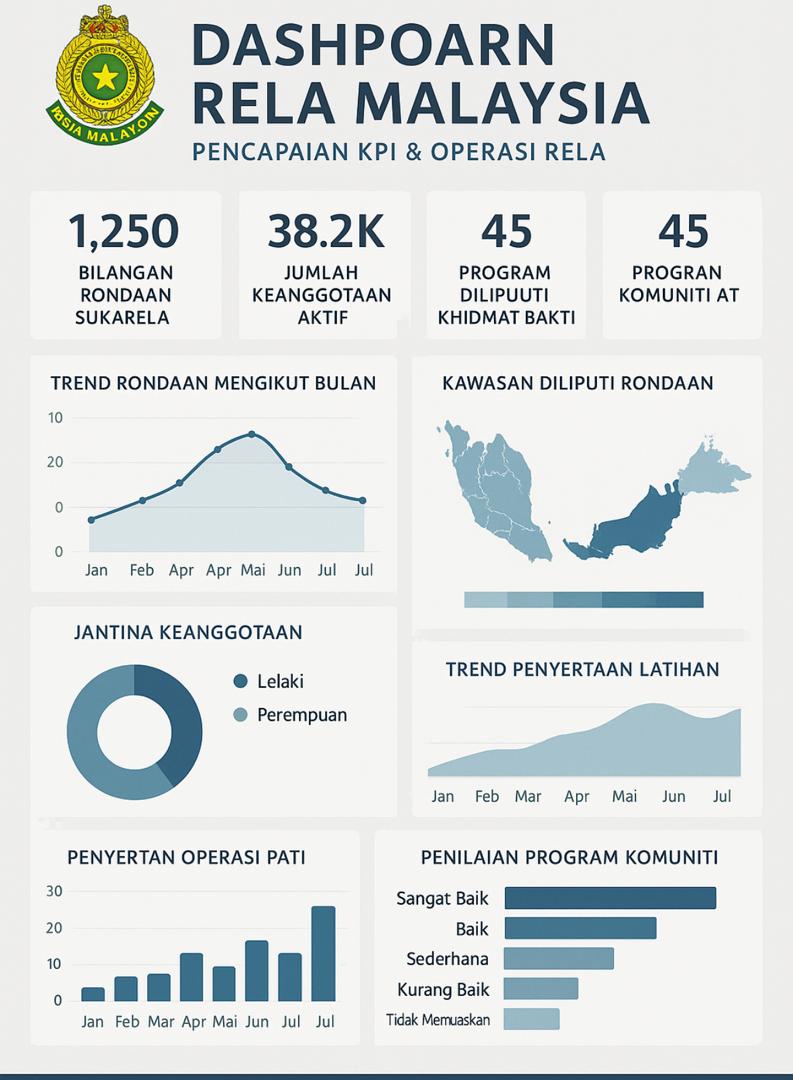 DASHPOARN
RELA MALAYSIA
PENCAPAIAN KPI & OPERASI RELA
MALAYOIN
1,250
BILANGAN
RONDAAN
SUKARELA
38.2K
JUMLAH
KEANGGOTAAN
AKTIF
45
PROGRAM
DILIPUUTI
KHIDMAT BAKTI
45
PROGRAN
KOMUNITI AT
TREND RONDAAN MENGIKUT BULAN
10
20
0
0
Jan Feb Apr Apr Mai Jun Jul Jul
KAWASAN DILIPUTI RONDAAN
JANTINA KEANGGOTAAN
Lelaki
Perempuan
TREND PENYERTAAN LATIHAN
Jan Feb Mar Apr Mai Jun Jul
PENYERTAN OPERASI PATI
30
20
10
0
Jan Feb Mar Apr Mai Jun Jul Jul
PENILAIAN PROGRAM KOMUNITI
Sangat Baik
Baik
Sederhana
Kurang Baik
Tidak Memuaskan